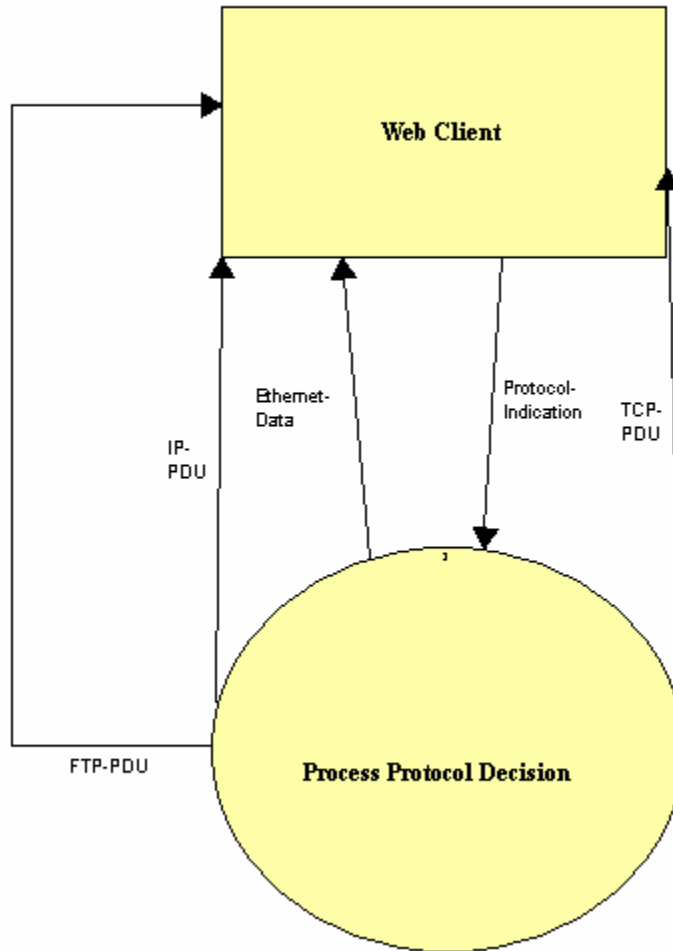 Web Client
Ethernet-
Data
Protocol-
Indication
TCP-
PDU
IP-
PDU
FTP-PDU
Process Protocol Decision